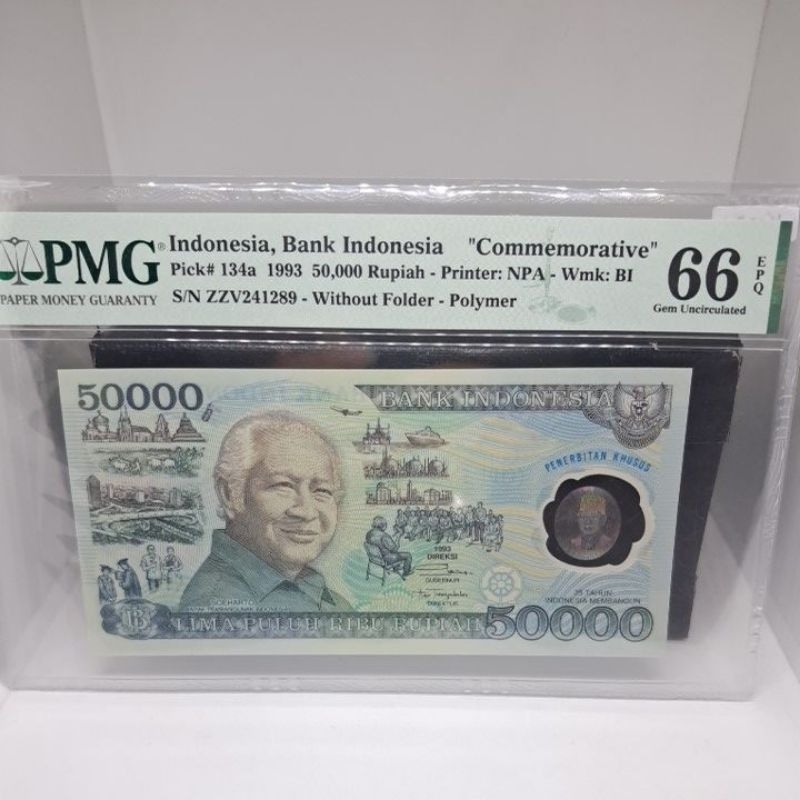 PMG®
PAPER MONEY GUARANTY
Indonesia, Bank Indonesia "Commemorative"
Pick# 134a 1993 50,000 Rupiah - Printer: NPA - Wmk: BI
S/N ZZV241289 - Without Folder - Polymer
66
EPQ
Gem Uncirculated
50000
BANK INDONESIA
PENERBITAN KHUSUS
1993
DIREKSI
GUBERNUR
DIREKTUR
SOEHARTO
25 TAHUN
INDONESIA MEMBANGUN
LIMA PULUH RIBU RUPIAH
50000